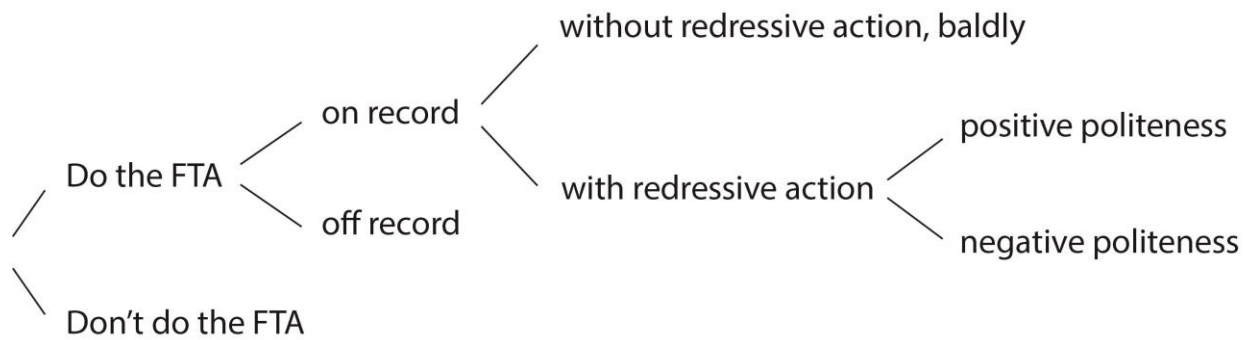 without redressive action, baldly
on record
positive politeness
Do the FTA
with redressive action
off record
negative politeness
Don't do the FTA